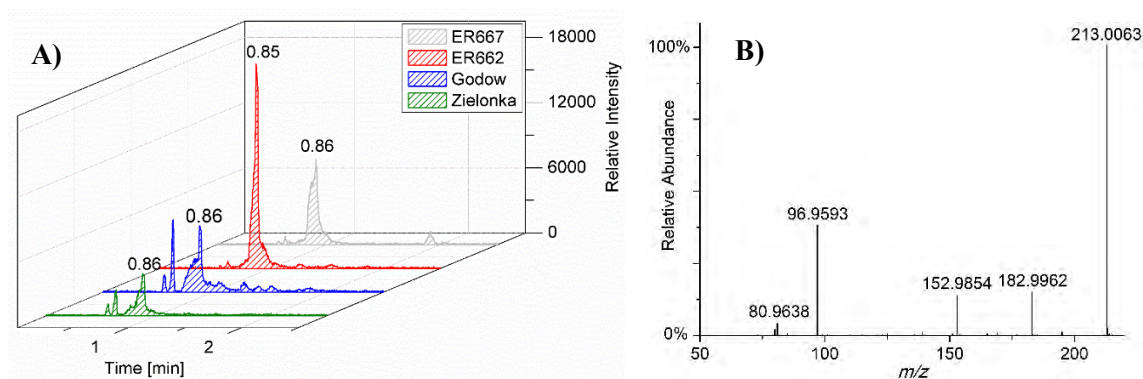 A)
ER667
ER662
Godow
Zielonka
0.85
0.86
0.86
0.86
18000
12000
6000
0
Relative Intensity
1
2
Time [min]
B)
100%
0%
Relative Abundance
213.0063
96.9593
152.9854
182.9962
80.9638
50
100
150
200
m/z